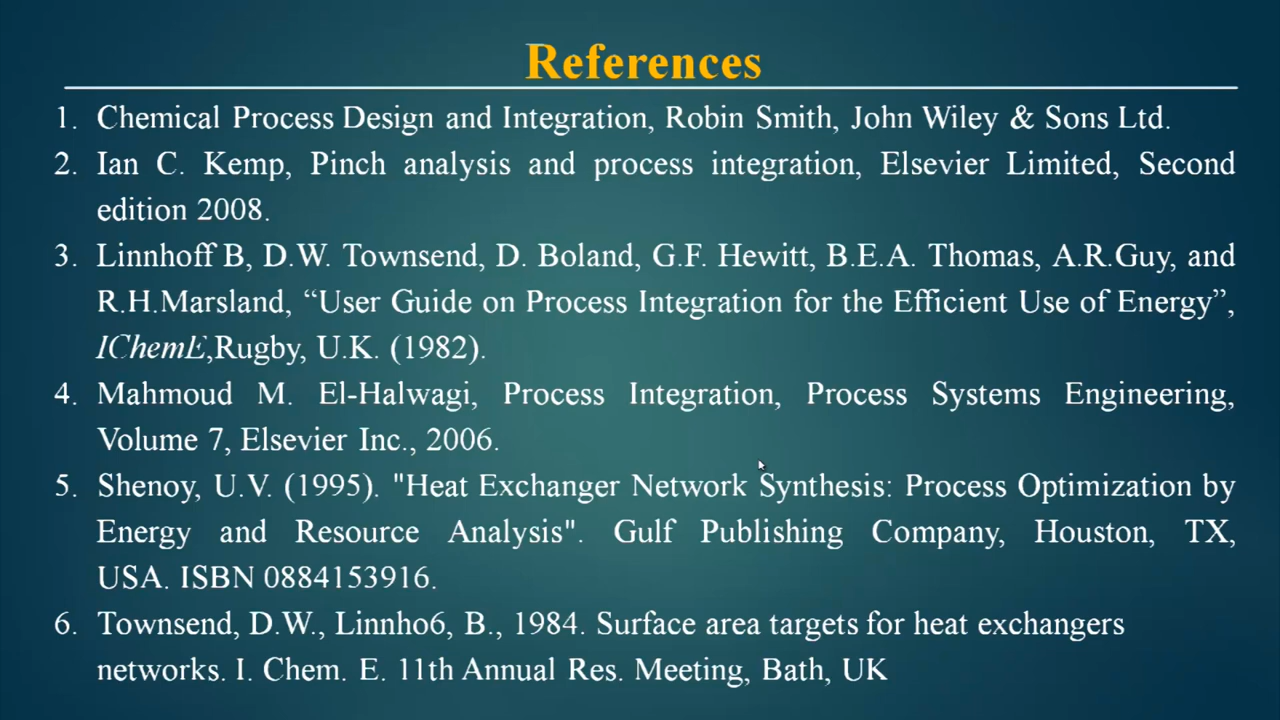 References
1. Chemical Process Design and Integration, Robin Smith, John Wiley & Sons Ltd.
2. Ian C. Kemp, Pinch analysis and process integration, Elsevier Limited, Second
edition 2008.
3. Linnhoff B, D.W. Townsend, D. Boland, G.F. Hewitt, B.E.A. Thomas, A.R.Guy, and
R.H.Marsland, “User Guide on Process Integration for the Efficient Use of Energy”,
IChemE,Rugby, U.K. (1982).
4. Mahmoud M. El-Halwagi, Process Integration, Process Systems Engineering,
Volume 7, Elsevier Inc., 2006.
5. Shenoy, U.V. (1995). "Heat Exchanger Network Synthesis: Process Optimization by
Energy and Resource Analysis". Gulf Publishing Company, Houston, TX,
USA. ISBN 0884153916.
6. Townsend, D.W., Linnho6, B., 1984. Surface area targets for heat exchangers
networks. I. Chem. E. 11th Annual Res. Meeting, Bath, UK